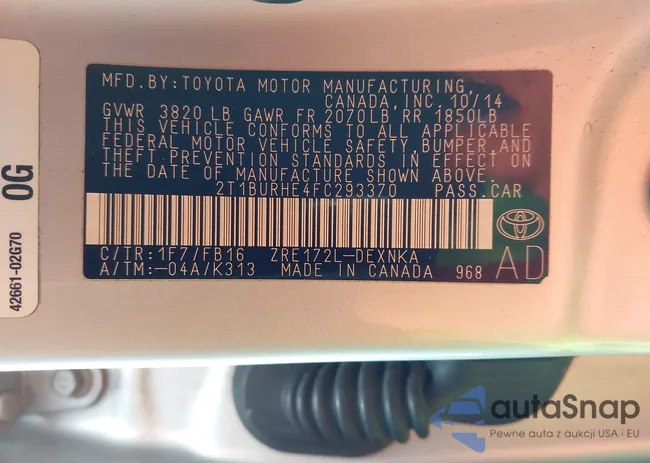 MFD.BY:TOYOTA MOTOR MANUFACTURING,
CANADA,INC. 10/14
GVWR 3820 LB GAWR FR 2070LB RR 1850LB
THIS VEHICLE CONFORMS TO ALL APPLICABLE
FEDERAL MOTOR VEHICLE SAFETY,BUMPER,AND
THEFT PREVENTION STANDARDS IN EFFECT ON
THE DATE OF MANUFACTURE SHOWN ABOVE.
2T1BURHE4FC293370 PASS.CAR
C/TR:1F7/FB16 ZRE172L-DEXNKA
A/TM:-04A/K313 MADE IN CANADA 968
AD
0G
42661-02G70
autaSnap
Pewne auta z aukcji USA i EU